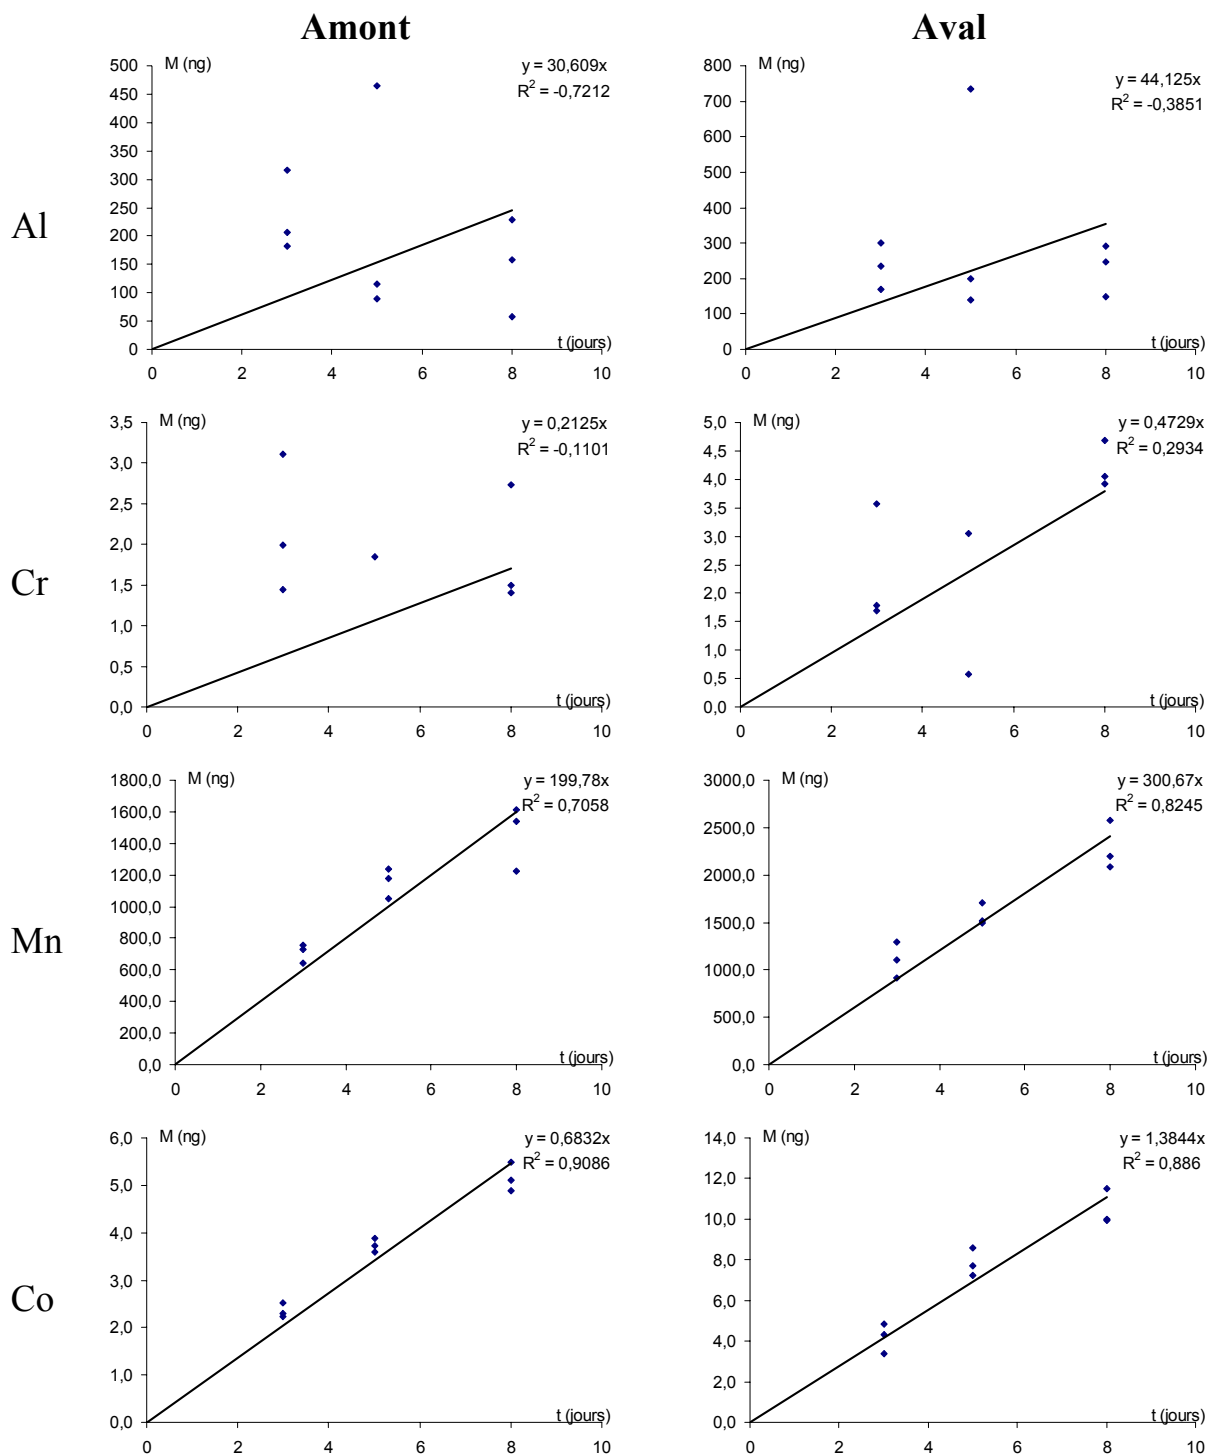 Amont
Aval
Al
M (ng)
y = 30,609x
R² = -0,7212
500
450
400
350
300
250
200
150
100
50
0
t (jours)
0 2 4 6 8 10
M (ng)
y = 44,125x
R² = -0,3851
800
700
600
500
400
300
200
100
0
t (jours)
0 2 4 6 8 10
Cr
M (ng)
y = 0,2125x
R² = -0,1101
3,5
3,0
2,5
2,0
1,5
1,0
0,5
0,0
t (jours)
0 2 4 6 8 10
M (ng)
y = 0,4729x
R² = 0,2934
5,0
4,5
4,0
3,5
3,0
2,5
2,0
1,5
1,0
0,5
0,0
t (jours)
0 2 4 6 8 10
Mn
M (ng)
y = 199,78x
R² = 0,7058
1800,0
1600,0
1400,0
1200,0
1000,0
800,0
600,0
400,0
200,0
0,0
t (jours)
0 2 4 6 8 10
M (ng)
y = 300,67x
R² = 0,8245
3000,0
2500,0
2000,0
1500,0
1000,0
500,0
0,0
t (jours)
0 2 4 6 8 10
Co
M (ng)
y = 0,6832x
R² = 0,9086
6,0
5,0
4,0
3,0
2,0
1,0
0,0
t (jours)
0 2 4 6 8 10
M (ng)
y = 1,3844x
R² = 0,886
14,0
12,0
10,0
8,0
6,0
4,0
2,0
0,0
t (jours)
0 2 4 6 8 10